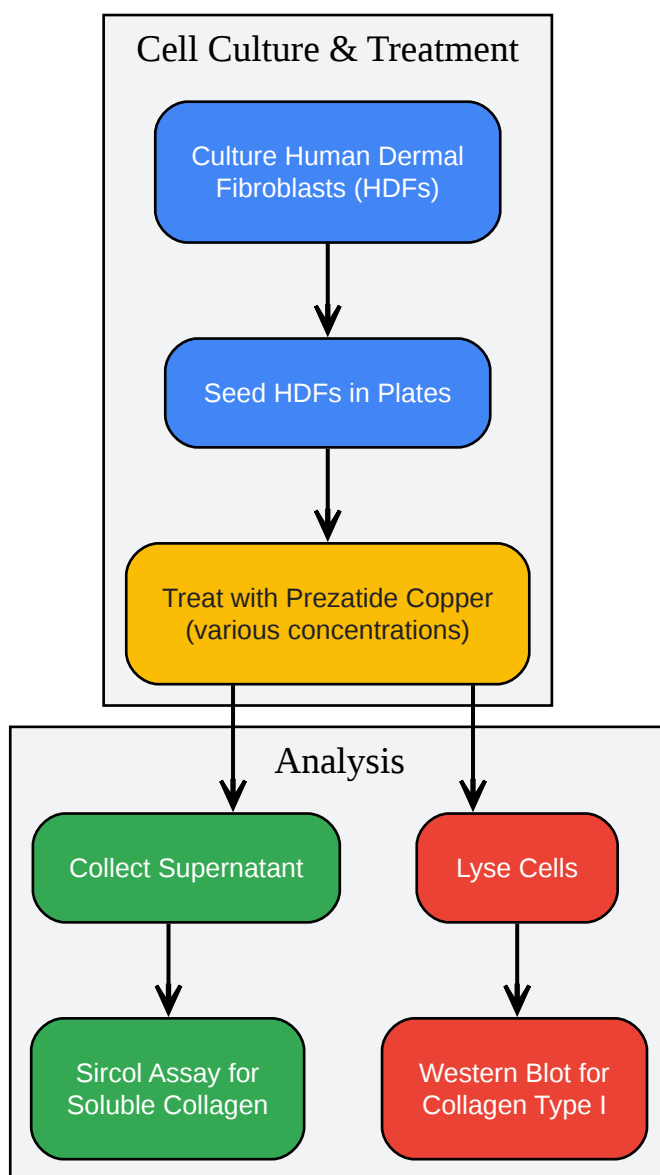 Cell Culture & Treatment
Culture Human Dermal
Fibroblasts (HDFs)
Seed HDFs in Plates
Treat with Prezatide Copper
(various concentrations)
Analysis
Collect Supernatant
Lyse Cells
Sircol Assay for
Soluble Collagen
Western Blot for
Collagen Type I